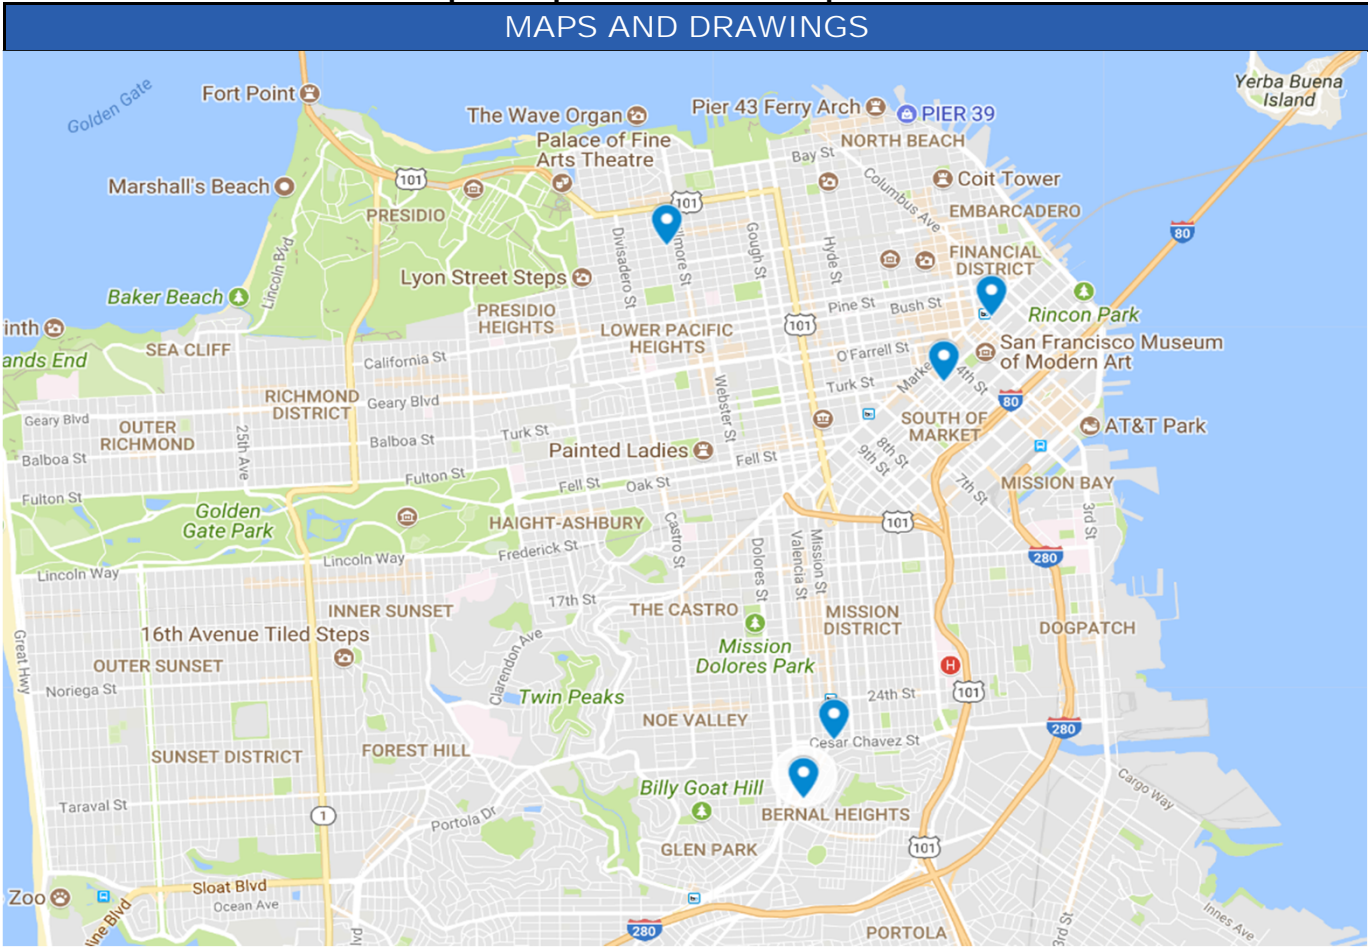 MAPS AND DRAWINGS
Golden Gate
Fort Point
Yerba Buena
Island
The Wave Organ
Pier 43 Ferry Arch
PIER 39
Palace of Fine
Arts Theatre
Bay St
NORTH BEACH
Marshall's Beach
101
Columbus Ave
Coit Tower
PRESIDIO
101
EMBARCADERO
80
Lincoln Blvd
Divisadero St
lmore St
Gough St
Hyde St
FINANCIAL
DISTRICT
Lyon Street Steps
Baker Beach
PRESIDIO
HEIGHTS
Pine St
Bush St
Rincon Park
inth
LOWER PACIFIC
HEIGHTS
101
San Francisco Museum
of Modern Art
ands End
SEA CLIFF
California St
O'Farrell St
Marke
4th St
Turk St
Webster St
RICHMOND
DISTRICT
Geary Blvd
80
Geary Blvd
OUTER
RICHMOND
25th Ave
Balboa St
Turk St
SOUTH OF
MARKET
AT&T Park
Balboa St
Painted Ladies
Fell St
8th St
9th St
7th St
MISSION BAY
Fulton St
Fulton St
Fell St
Oak St
3rd St
Golden
Gate Park
HAIGHT-ASHBURY
Castro St
101
Frederick St
Dolores St
Valencia St
Mission St
280
Lincoln Way
Lincoln Way
INNER SUNSET
17th St
THE CASTRO
MISSION
DISTRICT
DOGPATCH
Great Hwy
16th Avenue Tiled Steps
Clarendon Ave
Mission
Dolores Park
H
OUTER SUNSET
Noriega St
Twin Peaks
24th St
101
NOE VALLEY
280
SUNSET DISTRICT
FOREST HILL
Cesar Chavez St
Cargo Way
Billy Goat Hill
Taraval St
1
Portola Dr
BERNAL HEIGHTS
GLEN PARK
101
Zoo
Sloat Blvd
Ocean Ave
line Blvd
280
PORTOLA
3rd St
Innes Ave